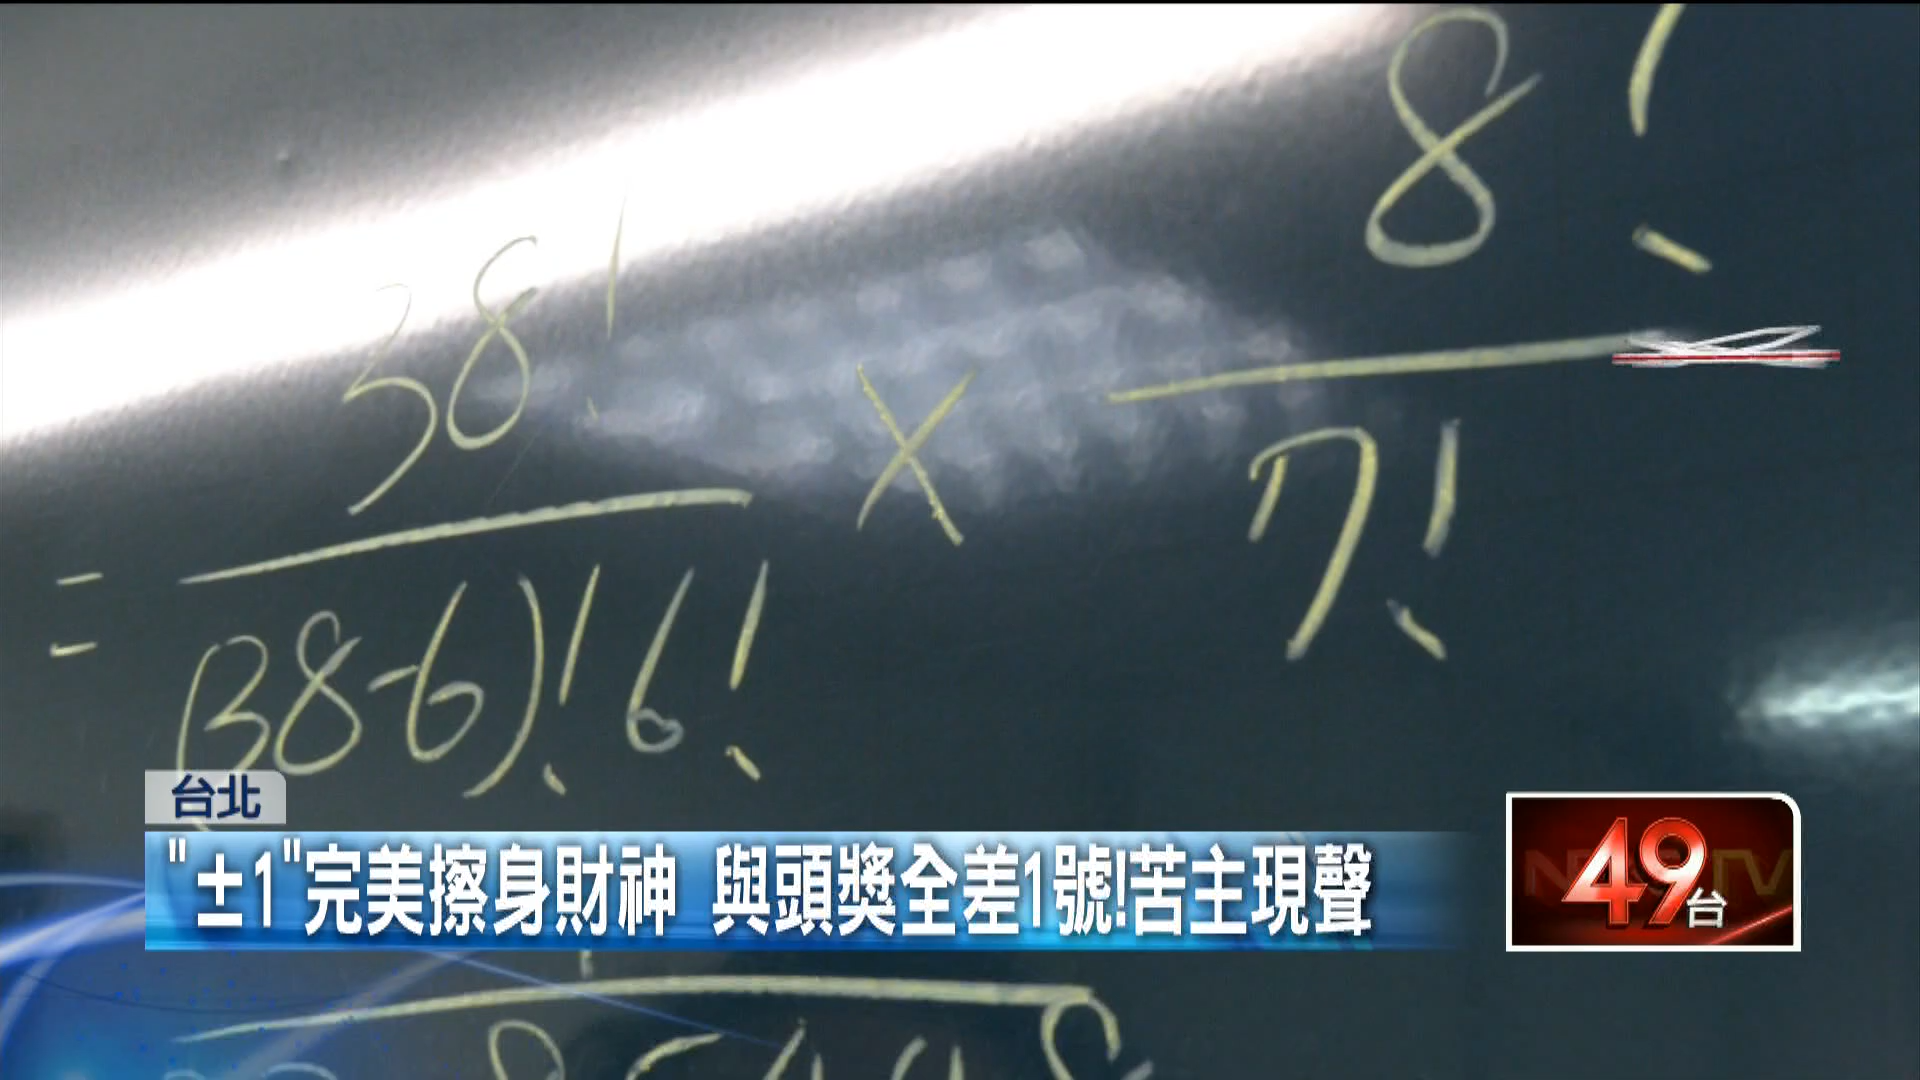 38! × 8!
= (38-6)!6! 7!
台北
"±1"完美擦身財神 與頭獎全差1號!苦主現聲
49台